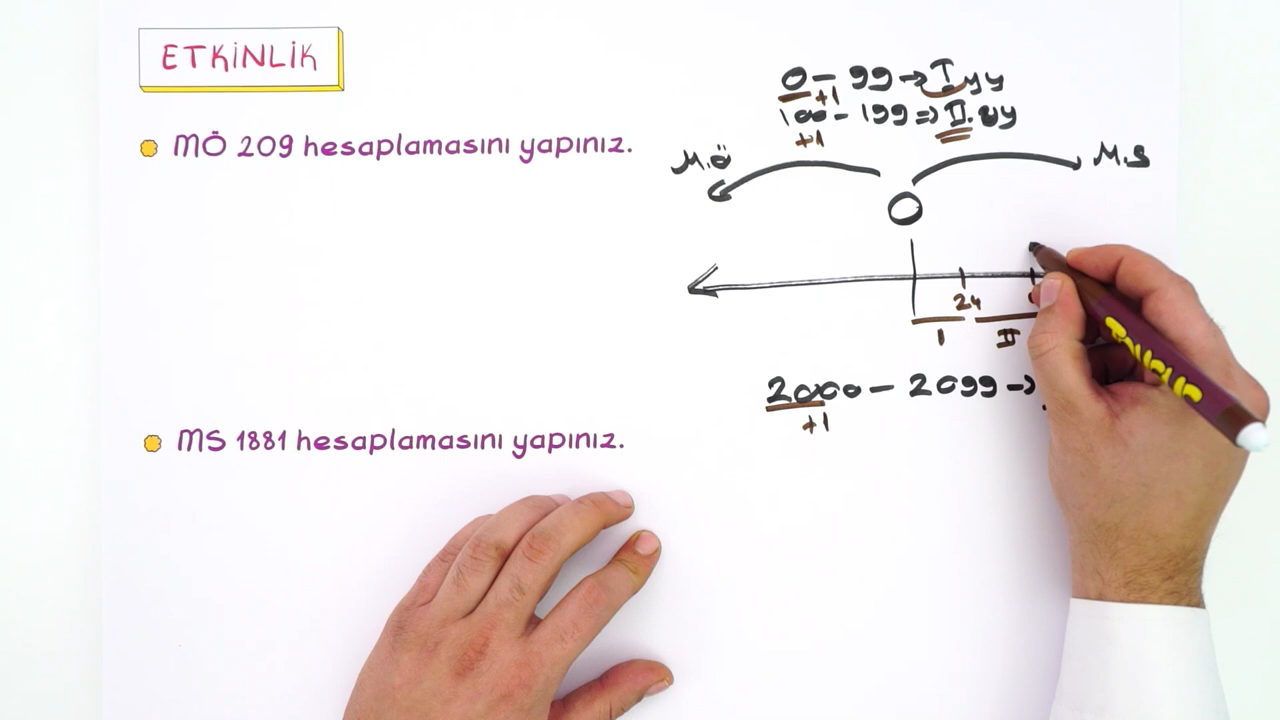 ETKİNLİK
MÖ 209 hesaplamasını yapınız.
MS 1881 hesaplamasını yapınız.
0 - 99 → I. yy
+1
100 - 199 ⇒ II. yy
+1
M.Ö
M.S
0
24
I II
2000 - 2099 →
+1